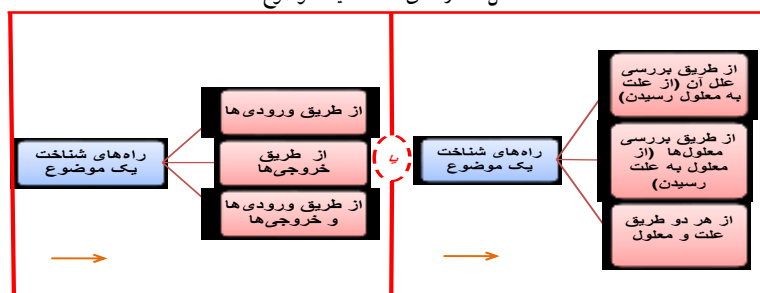 از طریق بررسی
علل آن (از علت
به معلول رسیدن)
از طریق بررسی
معلول‌ها (از
معلول به علت
رسیدن)
از هر دو طریق
علت و معلول
راه‌های شناخت
یک موضوع
یا
از طریق ورودی‌ها
از طریق
خروجی‌ها
از طریق ورودی‌ها
و خروجی‌ها
راه‌های شناخت
یک موضوع